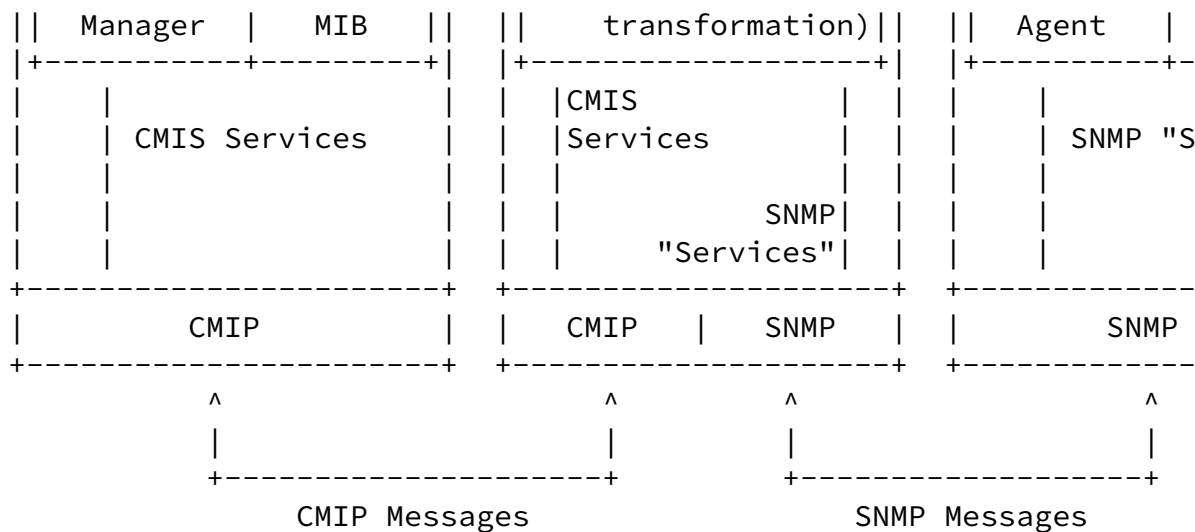 || Manager | MIB || || transformation)|| || Agent |
|+-----------+---------+| |+-------------------+| |+----------+-
| | | | | |CMIS | | | |
| | CMIS Services | | |Services | | | | SNMP "S
| | | | | | | | |
| | | | | SNMP| | | |
| | | | | "Services"| | | |
+-----------------------+ +---------------------+ +-------------
| CMIP | | CMIP | SNMP | | SNMP
+-----------------------+ +---------------------+ +-------------
^ ^ ^ ^
| | | |
+---------------------+ +-------------------+
CMIP Messages SNMP Messages